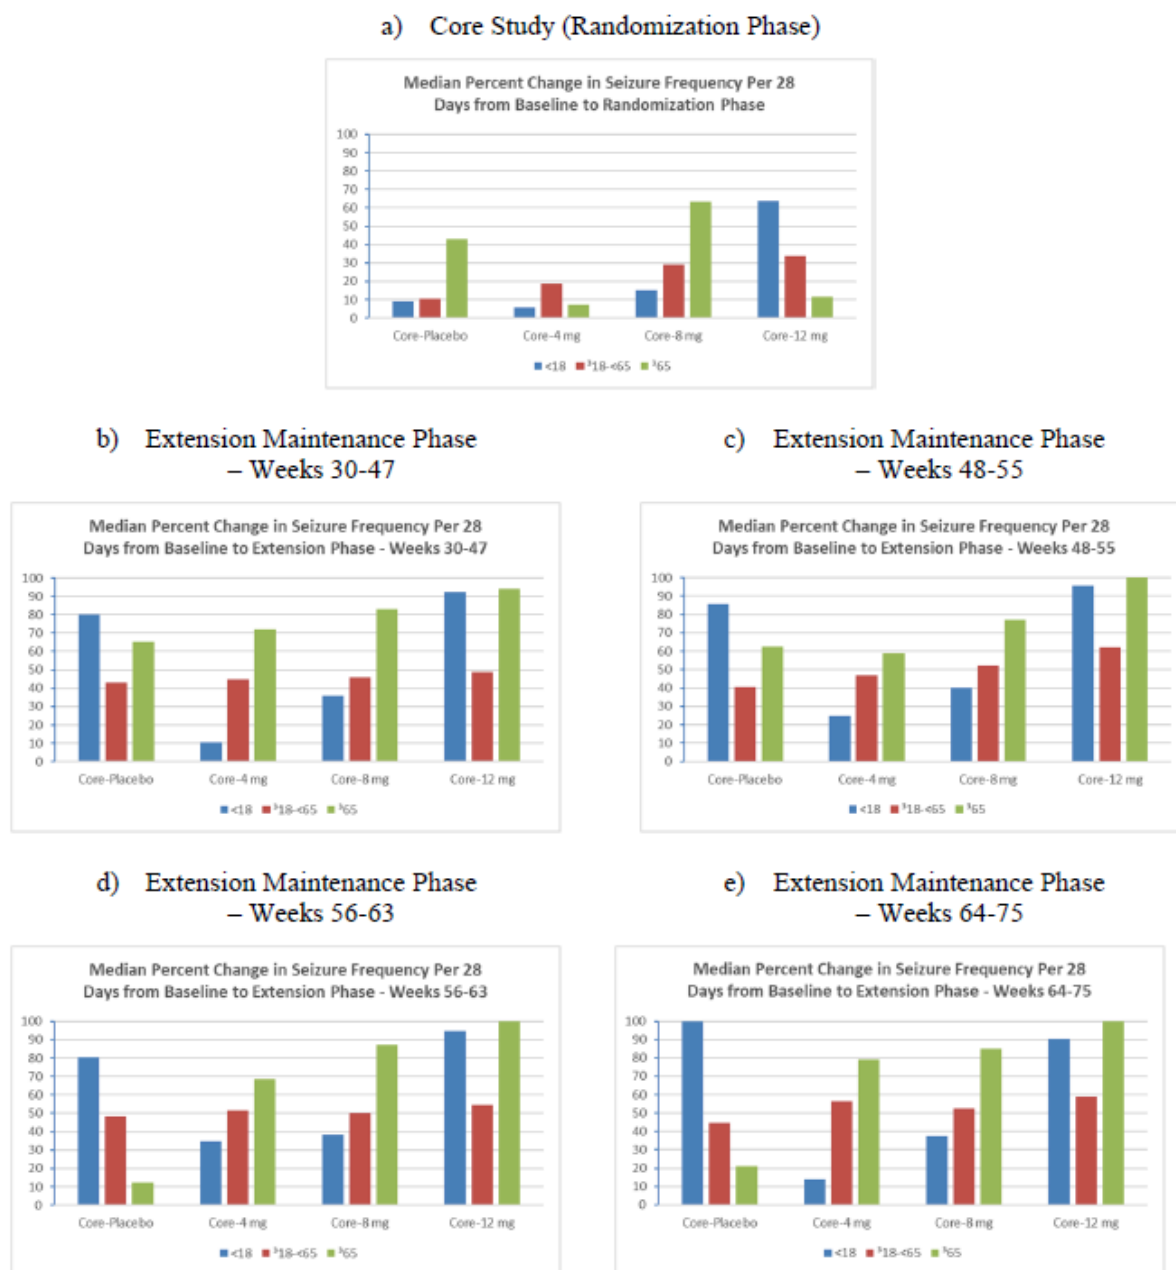 a) Core Study (Randomization Phase)
Median Percent Change in Seizure Frequency Per 28
Days from Baseline to Randomization Phase
100
90
80
70
60
50
40
30
20
10
0
Core-Placebo Core-4 mg Core-8 mg Core-12 mg
<18 ³18-<65 ³65
b) Extension Maintenance Phase
– Weeks 30-47
Median Percent Change in Seizure Frequency Per 28
Days from Baseline to Extension Phase - Weeks 30-47
100
90
80
70
60
50
40
30
20
10
0
Core-Placebo Core-4 mg Core-8 mg Core-12 mg
<18 ³18-<65 ³65
c) Extension Maintenance Phase
– Weeks 48-55
Median Percent Change in Seizure Frequency Per 28
Days from Baseline to Extension Phase - Weeks 48-55
100
90
80
70
60
50
40
30
20
10
0
Core-Placebo Core-4 mg Core-8 mg Core-12 mg
<18 ³18-<65 ³65
d) Extension Maintenance Phase
– Weeks 56-63
Median Percent Change in Seizure Frequency Per 28
Days from Baseline to Extension Phase - Weeks 56-63
100
90
80
70
60
50
40
30
20
10
0
Core-Placebo Core-4 mg Core-8 mg Core-12 mg
<18 ³18-<65 ³65
e) Extension Maintenance Phase
– Weeks 64-75
Median Percent Change in Seizure Frequency Per 28
Days from Baseline to Extension Phase - Weeks 64-75
100
90
80
70
60
50
40
30
20
10
0
Core-Placebo Core-4 mg Core-8 mg Core-12 mg
<18 ³18-<65 ³65